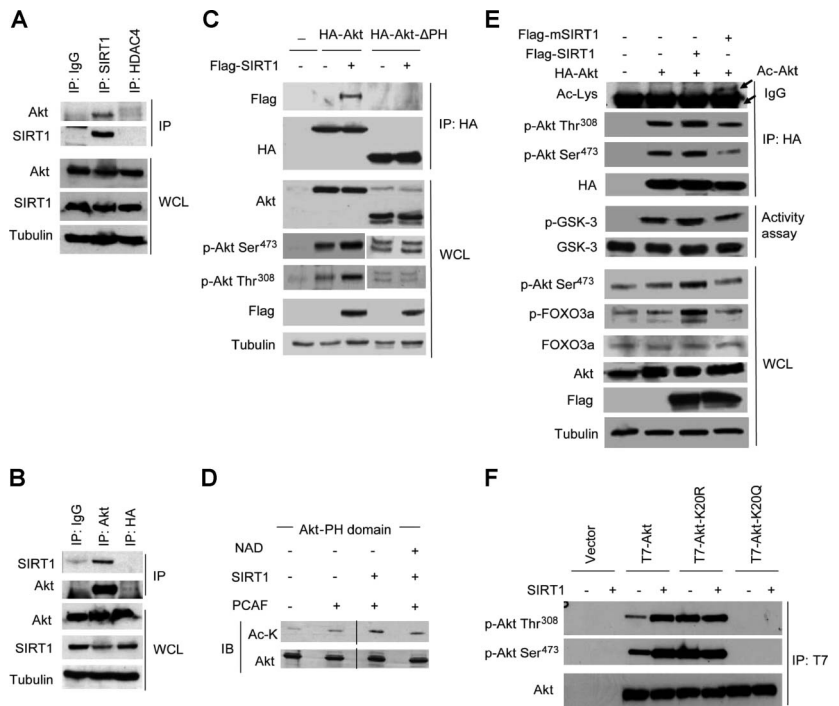 A
IP: IgG
IP: SIRT1
IP: HDAC4
Akt
SIRT1
IP
Akt
SIRT1
Tubulin
WCL
B
IP: IgG
IP: Akt
IP: HA
SIRT1
Akt
IP
Akt
SIRT1
Tubulin
WCL
C
– HA-Akt HA-Akt-ΔPH
Flag-SIRT1 - - + - +
Flag
HA
IP: HA
Akt
p-Akt Ser473
p-Akt Thr308
Flag
Tubulin
WCL
D
Akt-PH domain
NAD - - - +
SIRT1 - - + +
PCAF - + + +
IB
Ac-K
Akt
E
Flag-mSIRT1 - - - +
Flag-SIRT1 - - + -
HA-Akt - + + +
Ac-Lys
Ac-Akt
IgG
p-Akt Thr308
p-Akt Ser473
HA
IP: HA
p-GSK-3
GSK-3
Activity
assay
p-Akt Ser473
p-FOXO3a
FOXO3a
Akt
Flag
Tubulin
WCL
F
Vector
T7-Akt
T7-Akt-K20R
T7-Akt-K20Q
SIRT1 - + - + - + - +
p-Akt Thr308
p-Akt Ser473
Akt
IP: T7